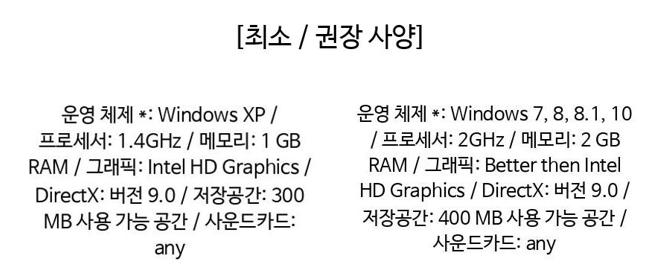 [최소 / 권장 사양]
운영 체제 *: Windows XP /
프로세서: 1.4GHz / 메모리: 1 GB
RAM / 그래픽: Intel HD Graphics /
DirectX: 버전 9.0 / 저장공간: 300
MB 사용 가능 공간 / 사운드카드:
any
운영 체제 *: Windows 7, 8, 8.1, 10
/ 프로세서: 2GHz / 메모리: 2 GB
RAM / 그래픽: Better then Intel
HD Graphics / DirectX: 버전 9.0 /
저장공간: 400 MB 사용 가능 공간 /
사운드카드: any